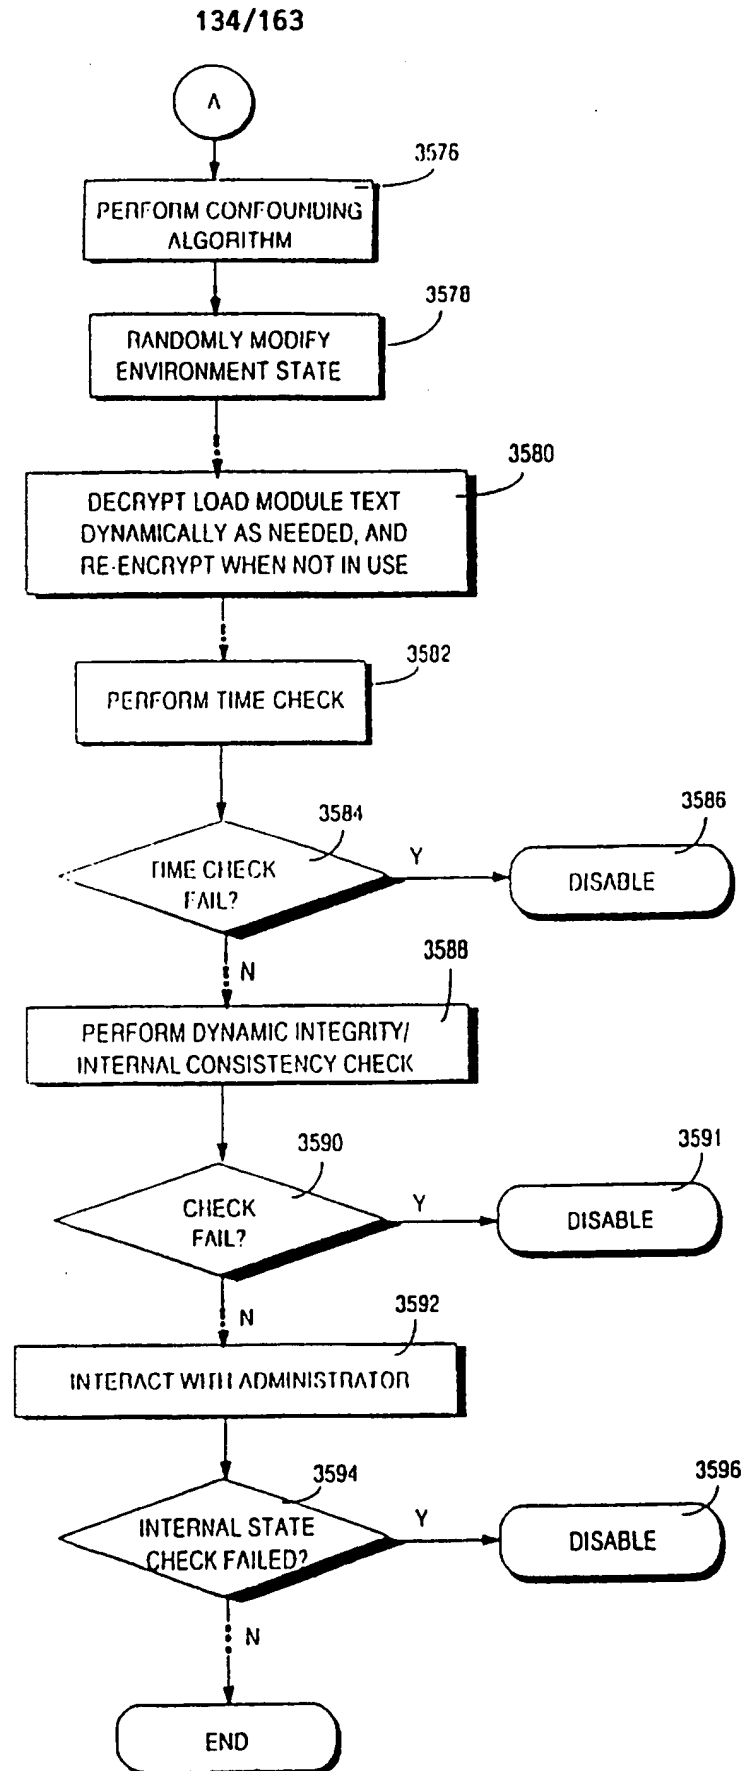 134/163
A
3576
PERFORM CONFOUNDING
ALGORITHM
3578
RANDOMLY MODIFY
ENVIRONMENT STATE
3580
DECRYPT LOAD MODULE TEXT
DYNAMICALLY AS NEEDED, AND
RE-ENCRYPT WHEN NOT IN USE
3582
PERFORM TIME CHECK
3584
TIME CHECK
FAIL?
Y
3586
DISABLE
N
3588
PERFORM DYNAMIC INTEGRITY/
INTERNAL CONSISTENCY CHECK
3590
CHECK
FAIL?
Y
3591
DISABLE
N
3592
INTERACT WITH ADMINISTRATOR
3594
INTERNAL STATE
CHECK FAILED?
Y
3596
DISABLE
N
END